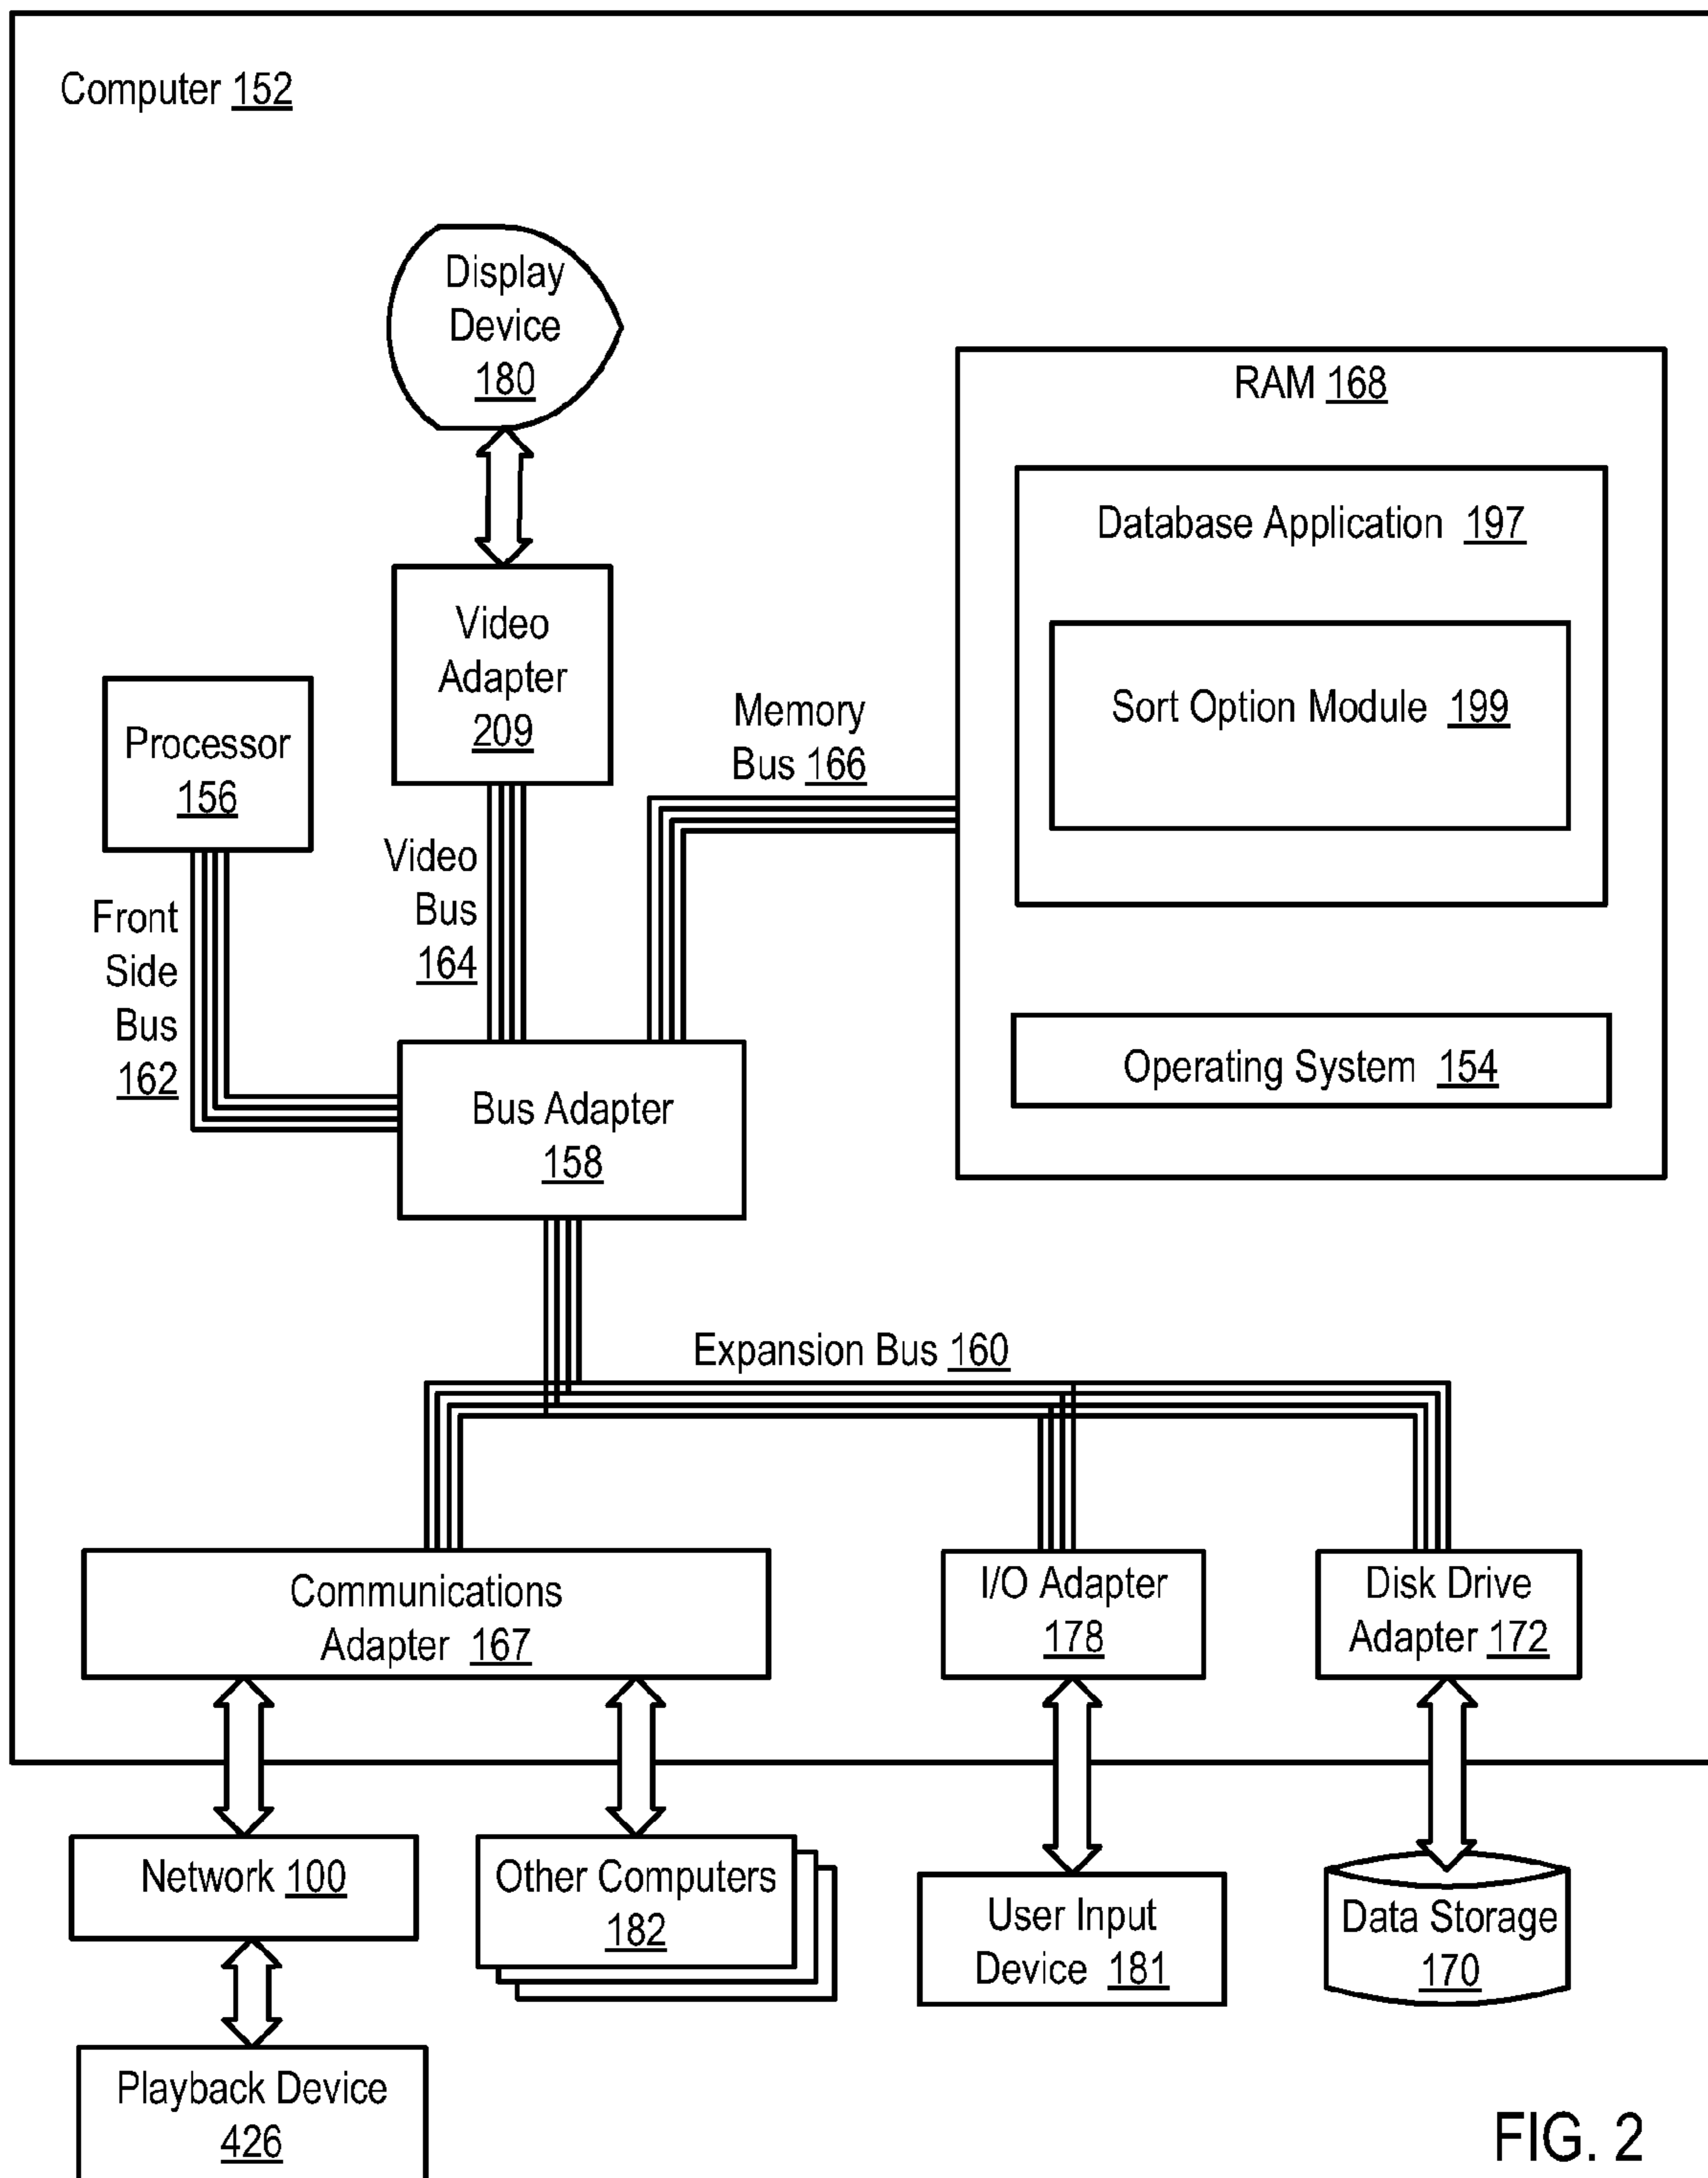 Computer 152
Display
Device
180
RAM 168
Database Application 197
Video
Adapter
209
Sort Option Module 199
Memory
Bus 166
Processor
156
Video
Bus
164
Front
Side
Bus
162
Operating System 154
Bus Adapter
158
Expansion Bus 160
Communications
Adapter 167
I/O Adapter
178
Disk Drive
Adapter 172
Network 100
Other Computers
182
User Input
Device 181
Data Storage
170
Playback Device
426
FIG. 2